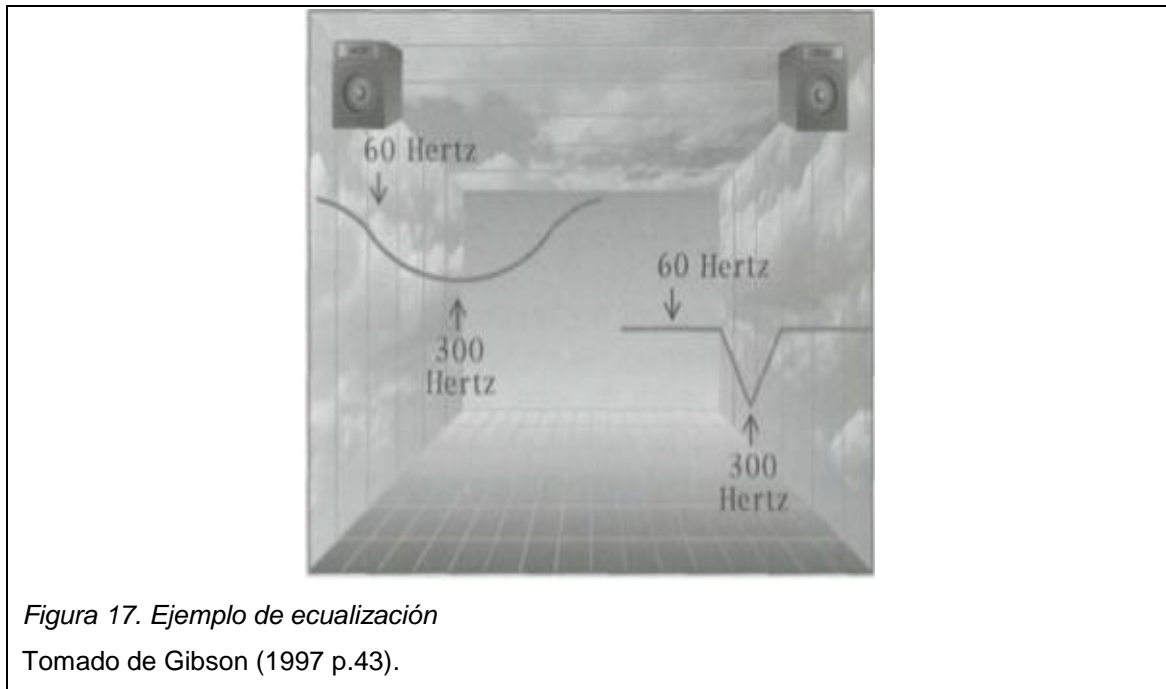 60 Hertz
60 Hertz
300
Hertz
300
Hertz
Figura 17. Ejemplo de ecualización
Tomado de Gibson (1997 p.43).